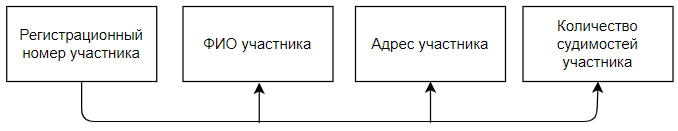 Регистрационный
номер участника
ФИО участника
Адрес участника
Количество
судимостей
участника